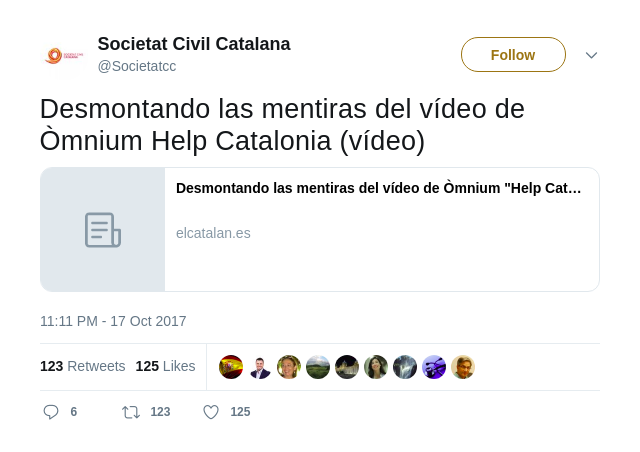 Societat Civil Catalana
@Societatcc
Follow
Desmontando las mentiras del vídeo de
Òmnium Help Catalonia (vídeo)
Desmontando las mentiras del vídeo de Òmnium "Help Cat…
elcatalan.es
11:11 PM - 17 Oct 2017
123 Retweets 125 Likes
6 123 125